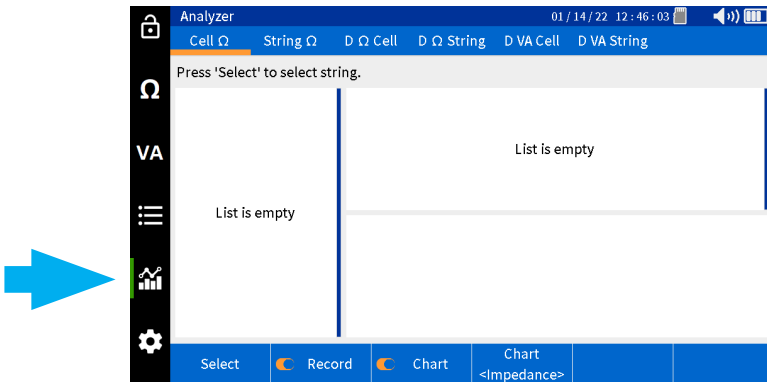 Analyzer 01/14/22 12:46:03
Cell Ω String Ω D Ω Cell D Ω String D VA Cell D VA String
Press 'Select' to select string.
Ω
VA
List is empty
List is empty
Select Record Chart Chart
<Impedance>